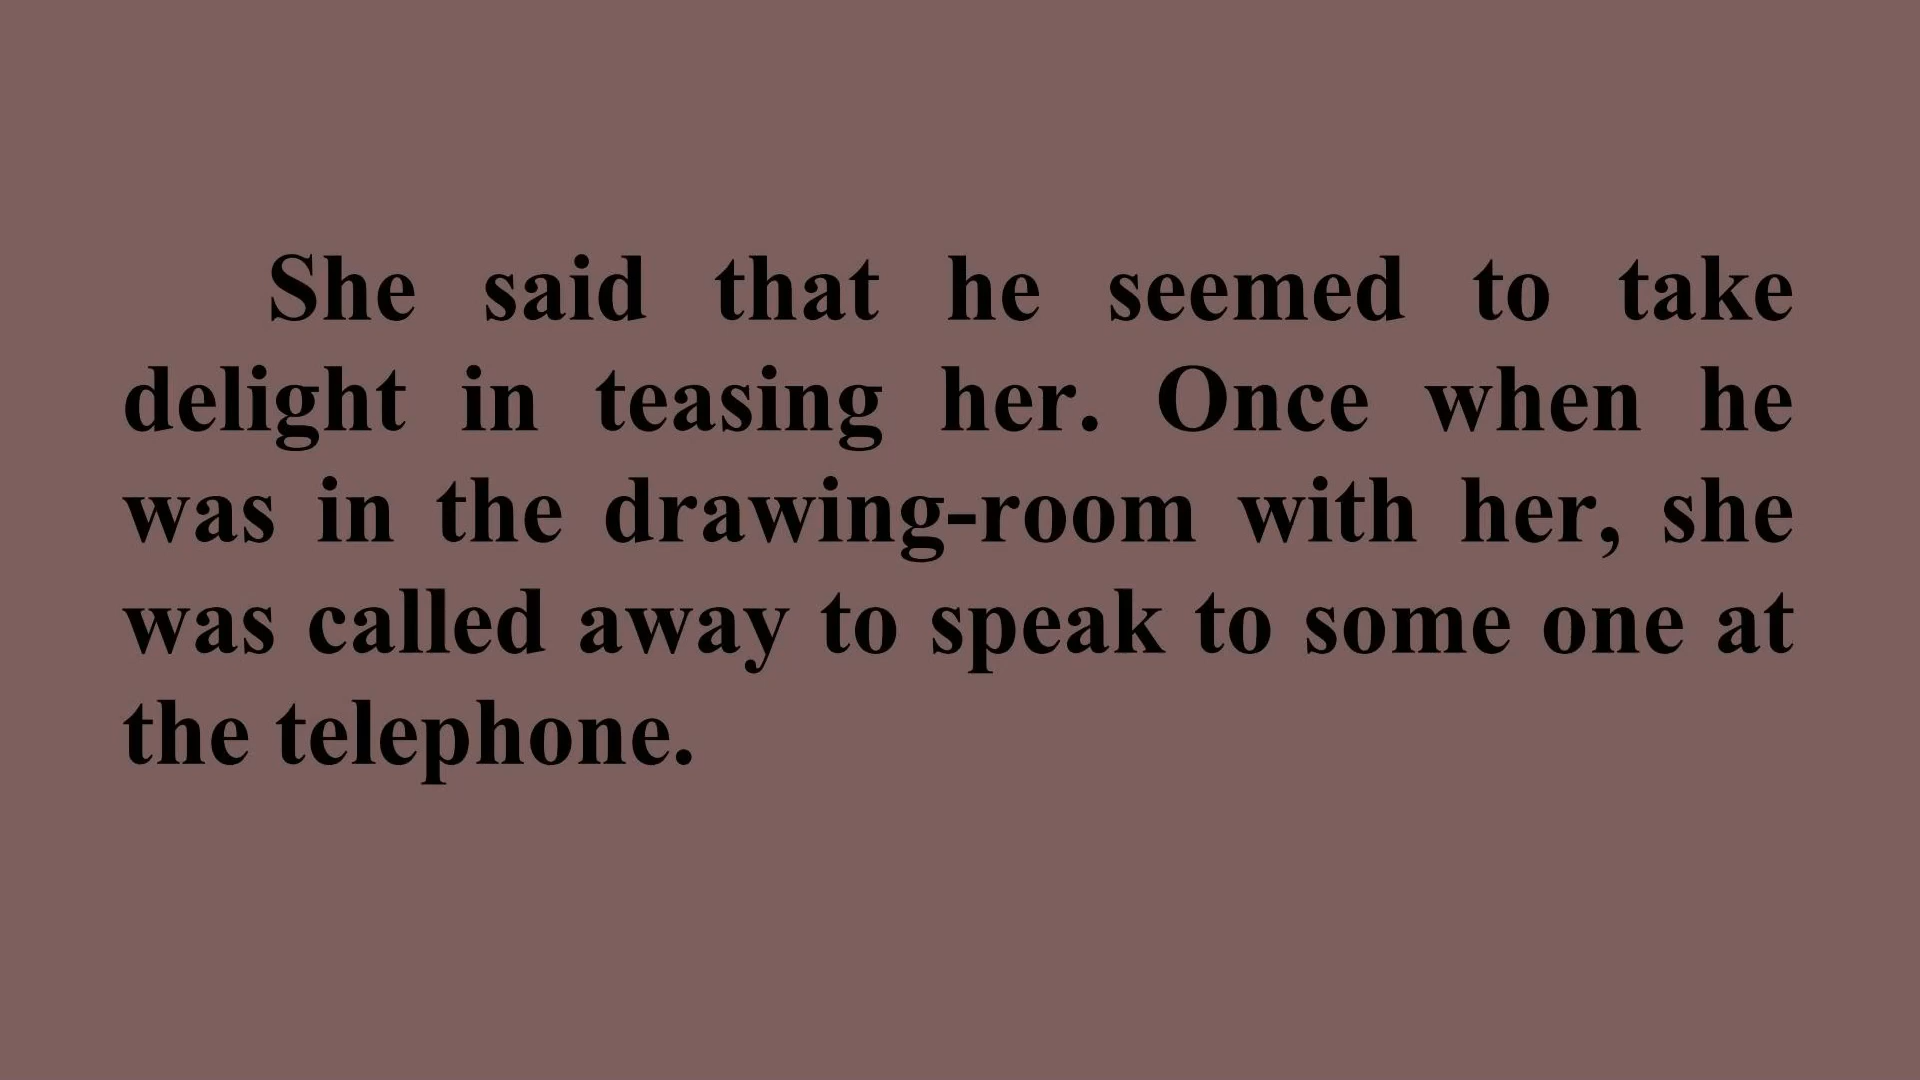 She said that he seemed to take
delight in teasing her. Once when he
was in the drawing-room with her, she
was called away to speak to some one at
the telephone.